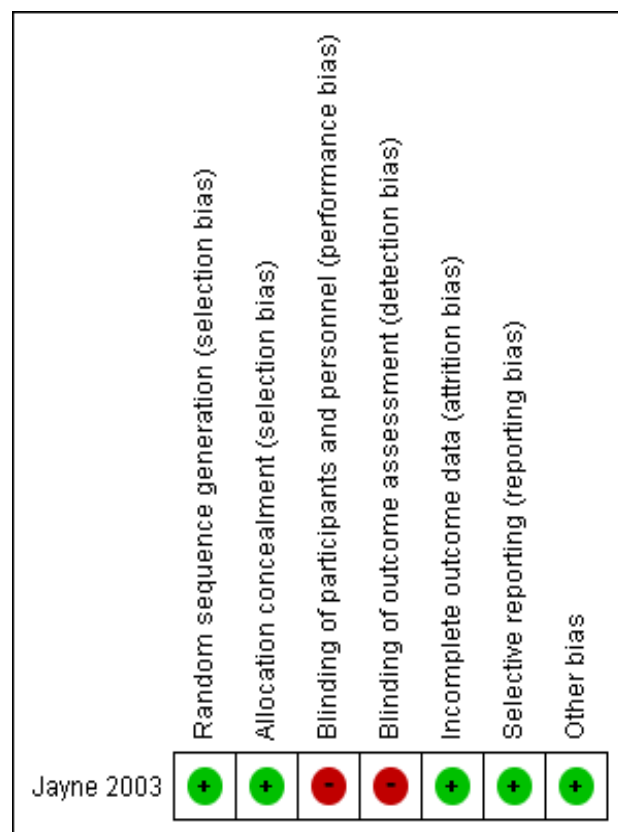 Random sequence generation (selection bias)
Allocation concealment (selection bias)
Blinding of participants and personnel (performance bias)
Blinding of outcome assessment (detection bias)
Incomplete outcome data (attrition bias)
Selective reporting (reporting bias)
Other bias
Jayne 2003 + + - - + + +